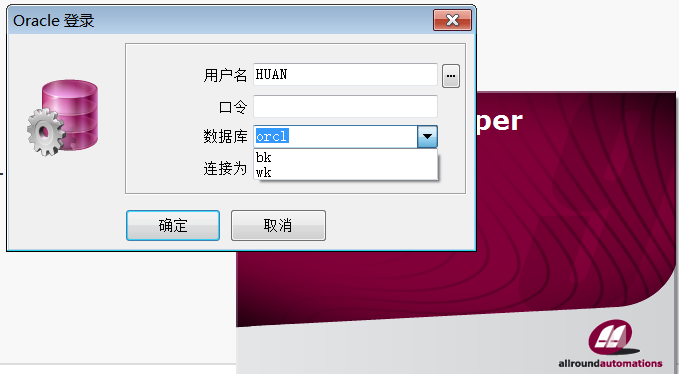 Oracle 登录
用户名 HUAN ...
口令
数据库 orcl
bk
wk
连接为
确定 取消
per
allroundautomations